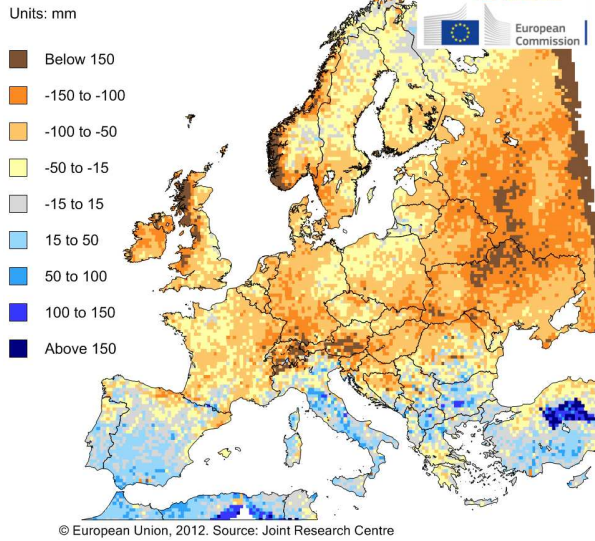 Units: mm
European
Commission
Below 150
-150 to -100
-100 to -50
-50 to -15
-15 to 15
15 to 50
50 to 100
100 to 150
Above 150
© European Union, 2012. Source: Joint Research Centre